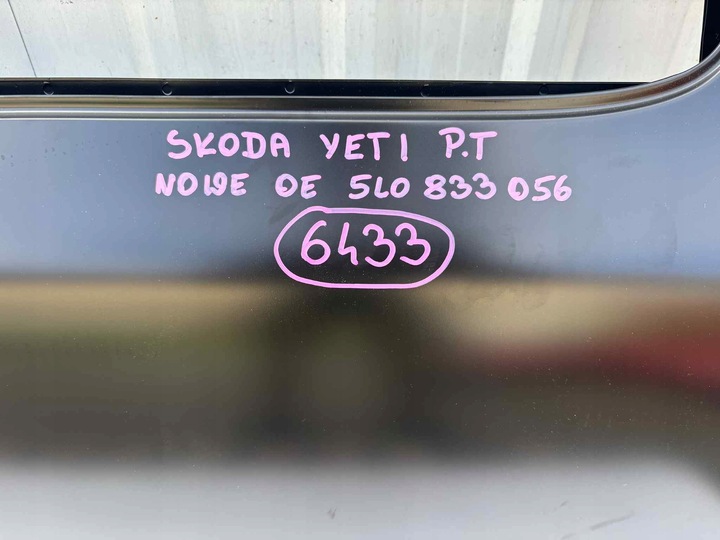 SKODA YETI P.T
NOWE OE 5L0 833 056
6433